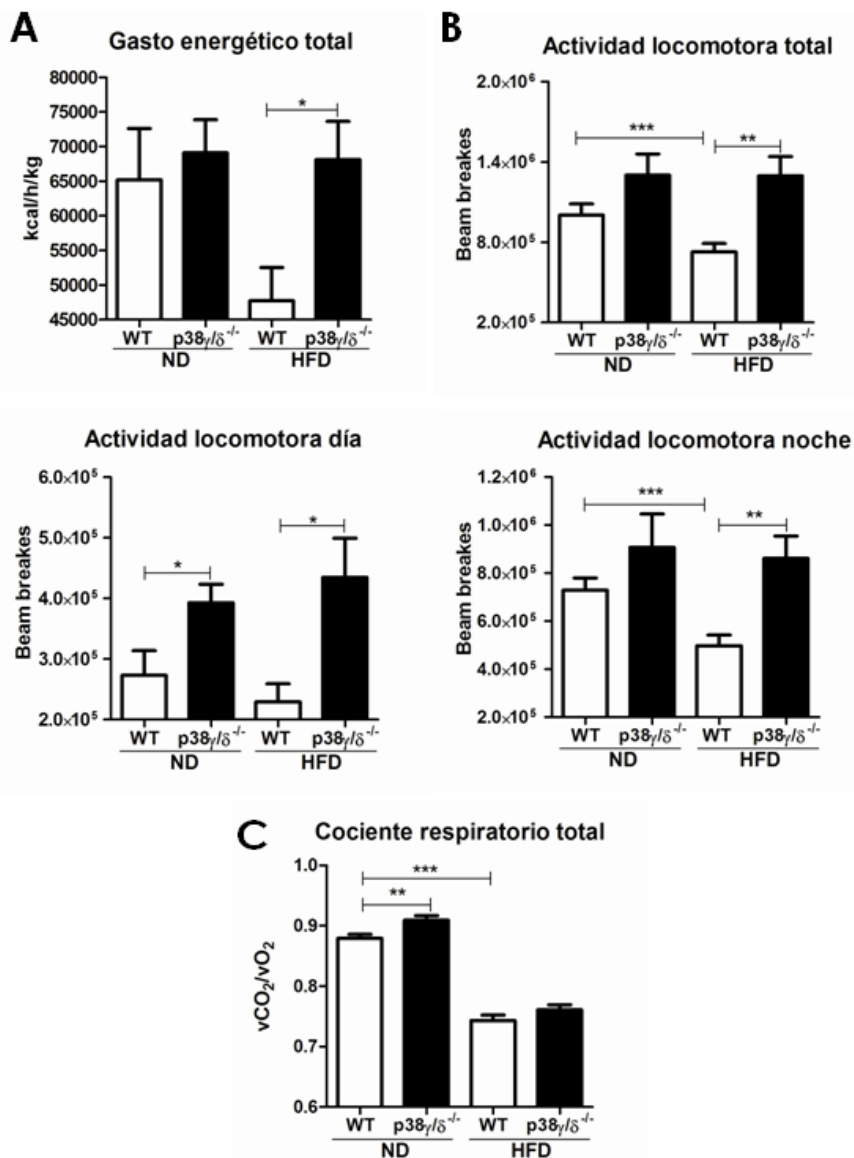 A
Gasto energético total
kcal/h/kg
80000
75000
70000
65000
60000
55000
50000
45000
*
WT p38γ/δ-/- WT p38γ/δ-/-
ND HFD
B
Actividad locomotora total
Beam breakes
2.0×10⁶
1.4×10⁶
8.0×10⁵
2.0×10⁵
***
**
WT p38γ/δ-/- WT p38γ/δ-/-
ND HFD
Actividad locomotora día
Beam breakes
6.0×10⁵
5.0×10⁵
4.0×10⁵
3.0×10⁵
2.0×10⁵
*
*
WT p38γ/δ-/- WT p38γ/δ-/-
ND HFD
Actividad locomotora noche
Beam breakes
1.2×10⁶
1.0×10⁶
8.0×10⁵
6.0×10⁵
4.0×10⁵
2.0×10⁵
***
**
WT p38γ/δ-/- WT p38γ/δ-/-
ND HFD
C
Cociente respiratorio total
vCO₂/vO₂
1.0
0.9
0.8
0.7
0.6
***
**
WT p38γ/δ-/- WT p38γ/δ-/-
ND HFD